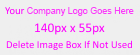 Your Company Logo Goes Here
140px x 55px
Delete Image Box If Not Used